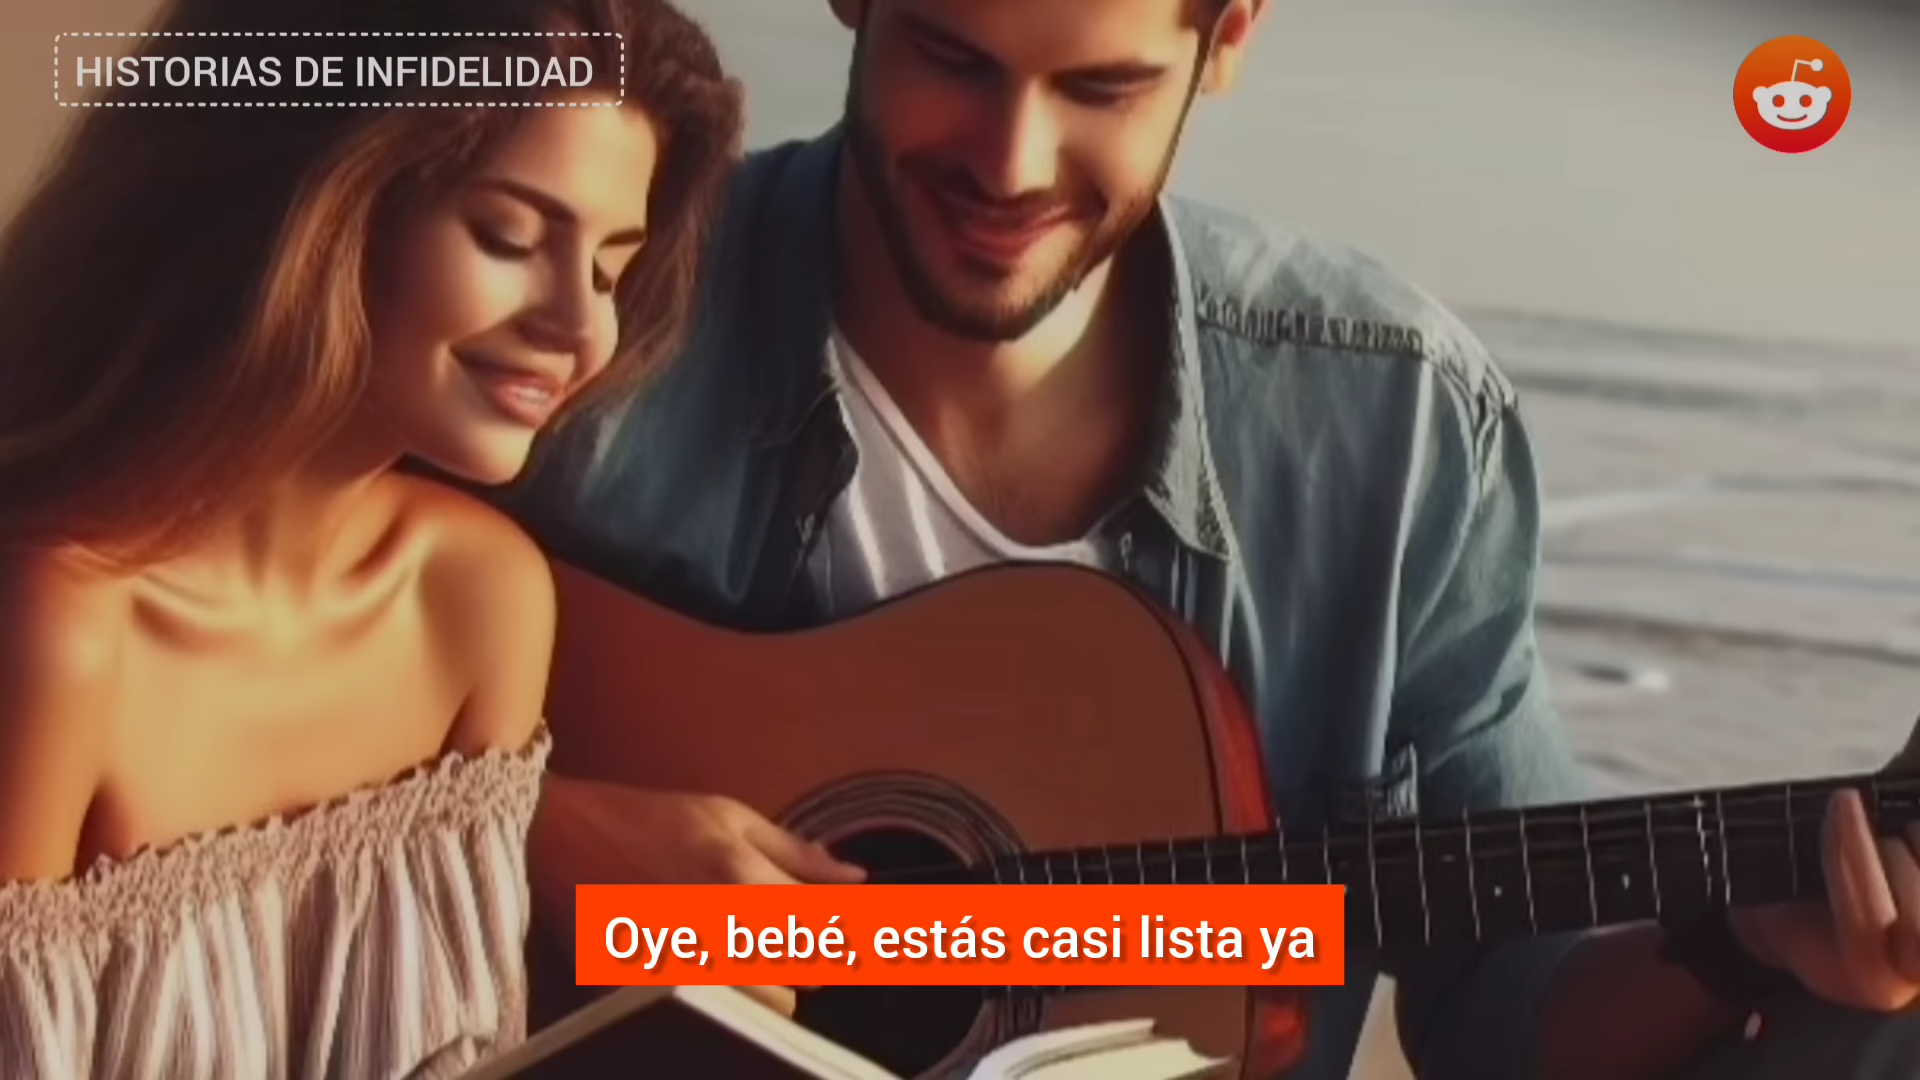 HISTORIAS DE INFIDELIDAD
Oye, bebé, estás casi lista ya